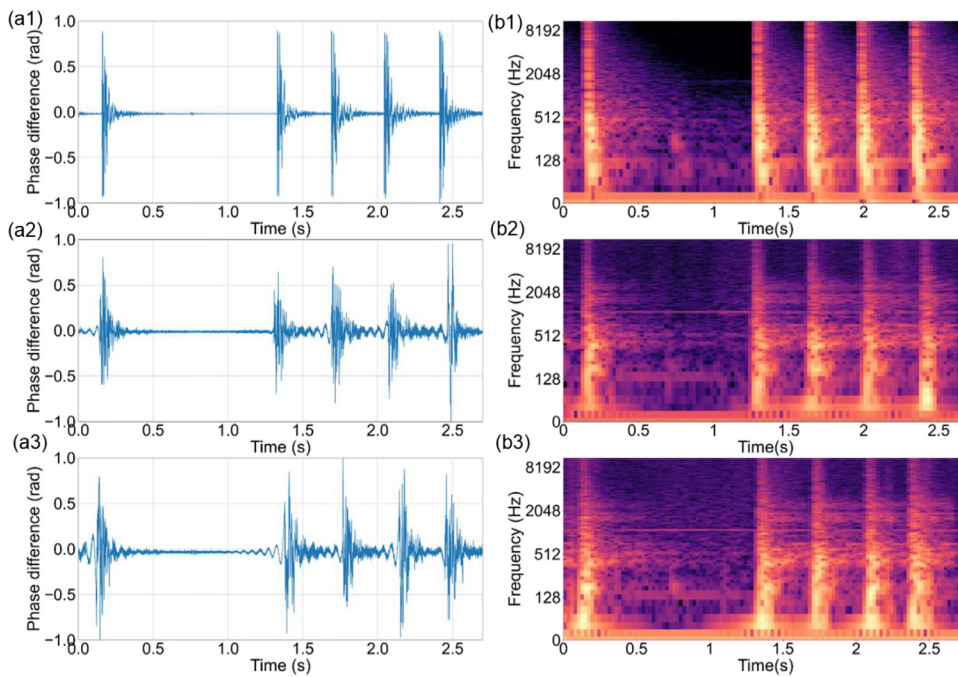 (a1)
Phase difference (rad)
1.0
0.5
0.0
−0.5
−1.0
0.0 0.5 1.0 1.5 2.0 2.5
Time (s)
(b1)
Frequency (Hz)
8192
2048
512
128
0
0 0.5 1 1.5 2 2.5
Time(s)
(a2)
Phase difference (rad)
1.0
0.5
0.0
−0.5
−1.0
0.0 0.5 1.0 1.5 2.0 2.5
Time (s)
(b2)
Frequency (Hz)
8192
2048
512
128
0
0 0.5 1 1.5 2 2.5
Time(s)
(a3)
Phase difference (rad)
1.0
0.5
0.0
−0.5
−1.0
0.0 0.5 1.0 1.5 2.0 2.5
Time (s)
(b3)
Frequency (Hz)
8192
2048
512
128
0
0 0.5 1 1.5 2 2.5
Time(s)